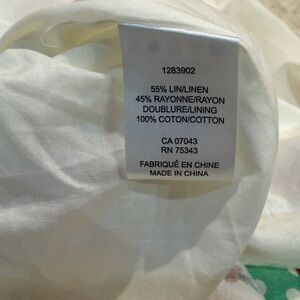 1283902
55% LIN/LINEN
45% RAYONNE/RAYON
DOUBLURE/LINING
100% COTON/COTTON
CA 07043
RN 75343
FABRIQUÉ EN CHINE
MADE IN CHINA